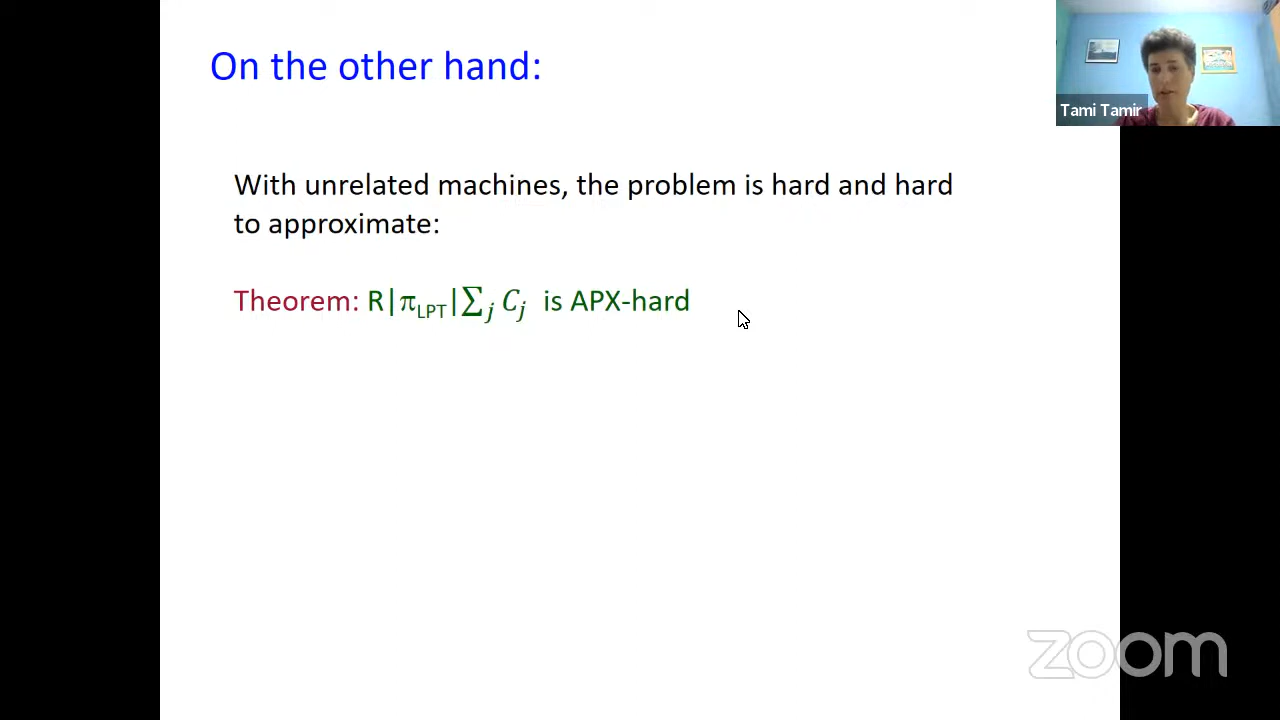 On the other hand:
Tami Tamir
With unrelated machines, the problem is hard and hard
to approximate:
Theorem: R|π_LPT|∑_j C_j is APX-hard
zoom